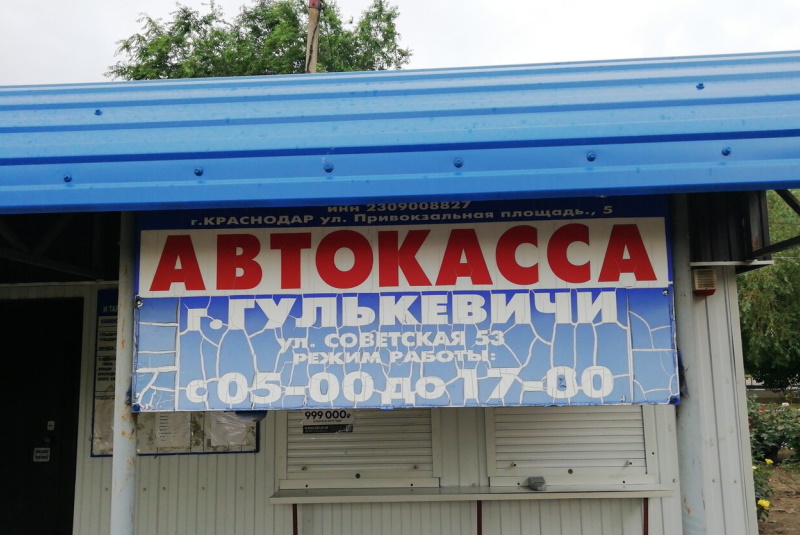 ИНН 2309008827
г.КРАСНОДАР ул. Привокзальная площадь., 5
АВТОКАССА
г. ГУЛЬКЕВИЧИ
ул. СОВЕТСКАЯ 53
РЕЖИМ РАБОТЫ:
с 05-00 до 17-00
999 000₽